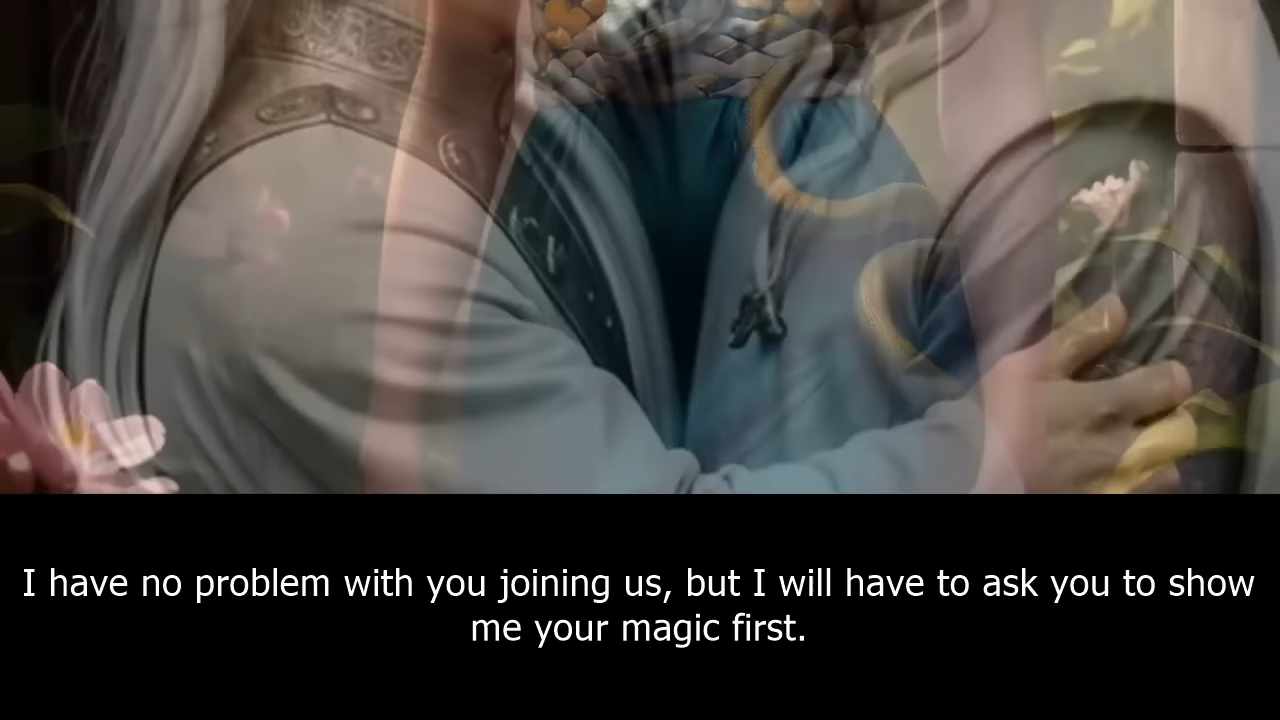 I have no problem with you joining us, but I will have to ask you to show
me your magic first.